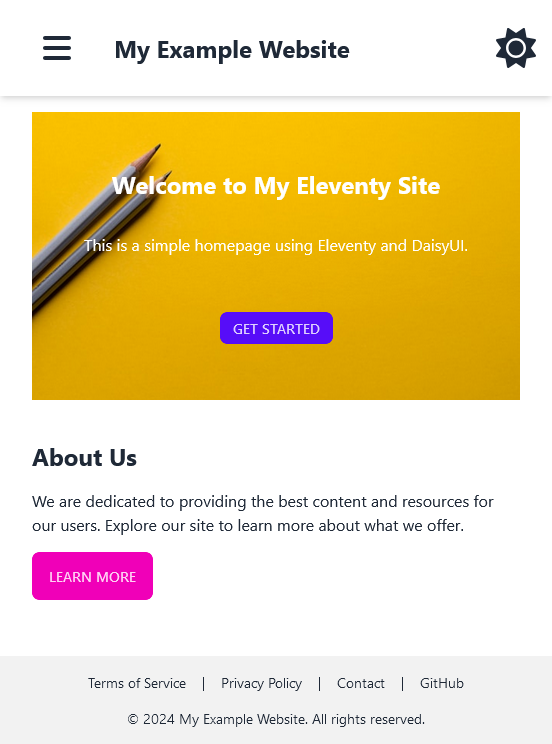 My Example Website
Welcome to My Eleventy Site
This is a simple homepage using Eleventy and DaisyUI.
GET STARTED
About Us
We are dedicated to providing the best content and resources for
our users. Explore our site to learn more about what we offer.
LEARN MORE
Terms of Service | Privacy Policy | Contact | GitHub
© 2024 My Example Website. All rights reserved.